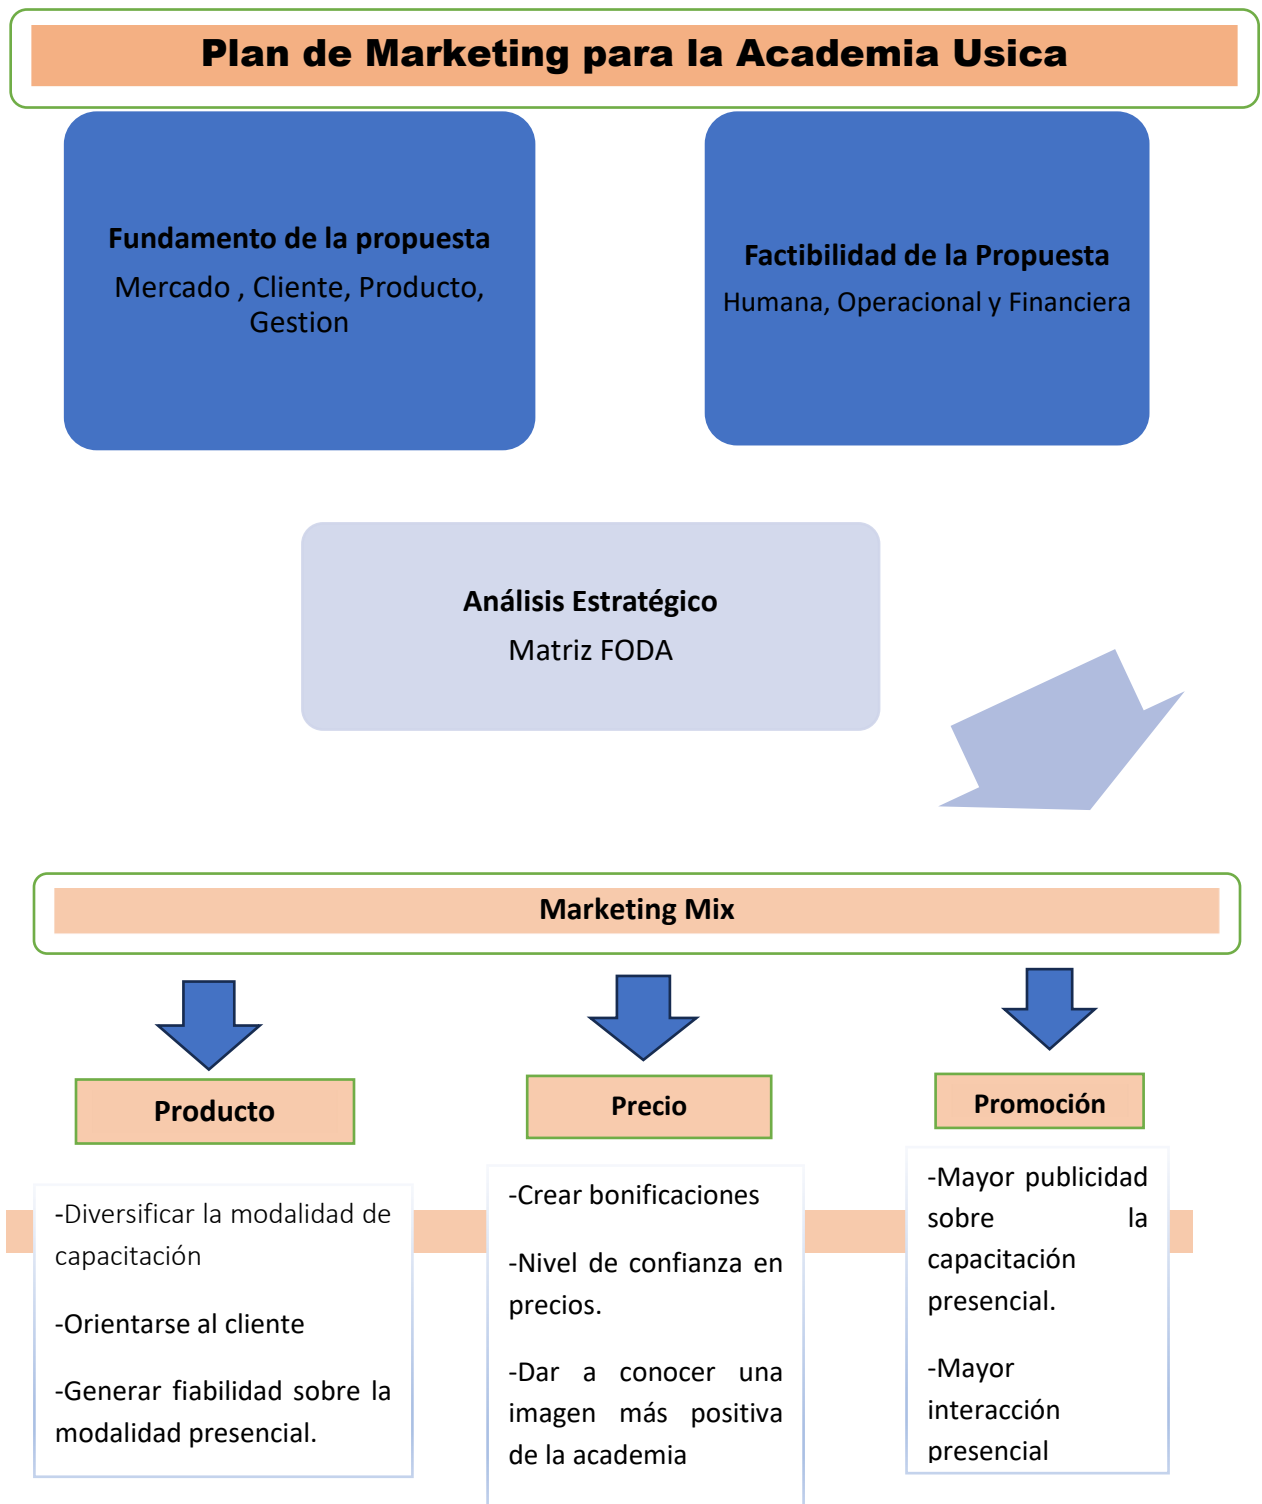 Plan de Marketing para la Academia Usica
Fundamento de la propuesta
Mercado , Cliente, Producto,
Gestion
Factibilidad de la Propuesta
Humana, Operacional y Financiera
Análisis Estratégico
Matriz FODA
Marketing Mix
Producto
-Diversificar la modalidad de
capacitación
-Orientarse al cliente
-Generar fiabilidad sobre la
modalidad presencial.
Precio
-Crear bonificaciones
-Nivel de confianza en
precios.
-Dar a conocer una
imagen más positiva
de la academia
Promoción
-Mayor publicidad
sobre la
capacitación
presencial.
-Mayor
interacción
presencial